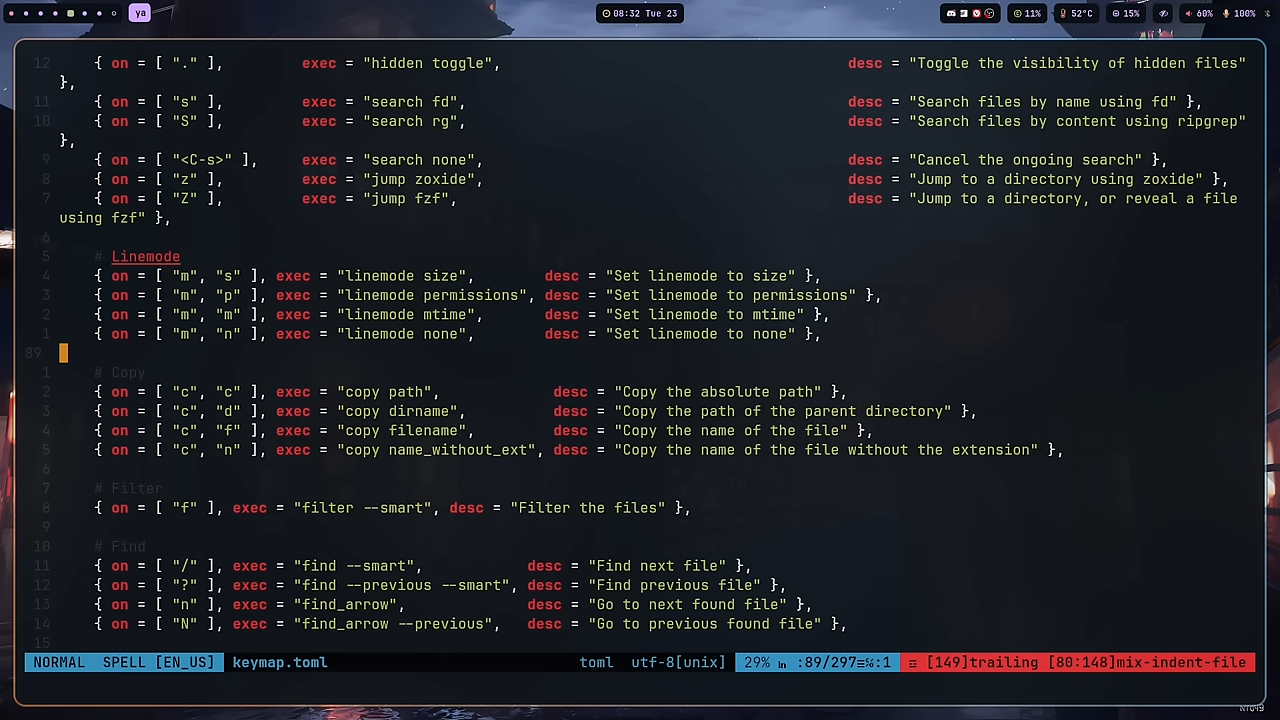 ya 08:32 Tue 23 11% 52°C 15% 60% 100%
12 { on = [ "." ], exec = "hidden toggle", desc = "Toggle the visibility of hidden files"
},
11 { on = [ "s" ], exec = "search fd", desc = "Search files by name using fd" },
10 { on = [ "S" ], exec = "search rg", desc = "Search files by content using ripgrep"
},
9 { on = [ "<C-s>" ], exec = "search none", desc = "Cancel the ongoing search" },
8 { on = [ "z" ], exec = "jump zoxide", desc = "Jump to a directory using zoxide" },
7 { on = [ "Z" ], exec = "jump fzf", desc = "Jump to a directory, or reveal a file
using fzf" },
6
5 # Linemode
4 { on = [ "m", "s" ], exec = "linemode size", desc = "Set linemode to size" },
3 { on = [ "m", "p" ], exec = "linemode permissions", desc = "Set linemode to permissions" },
2 { on = [ "m", "m" ], exec = "linemode mtime", desc = "Set linemode to mtime" },
1 { on = [ "m", "n" ], exec = "linemode none", desc = "Set linemode to none" },
89
1 # Copy
2 { on = [ "c", "c" ], exec = "copy path", desc = "Copy the absolute path" },
3 { on = [ "c", "d" ], exec = "copy dirname", desc = "Copy the path of the parent directory" },
4 { on = [ "c", "f" ], exec = "copy filename", desc = "Copy the name of the file" },
5 { on = [ "c", "n" ], exec = "copy name_without_ext", desc = "Copy the name of the file without the extension" },
6
7 # Filter
8 { on = [ "f" ], exec = "filter --smart", desc = "Filter the files" },
9
10 # Find
11 { on = [ "/" ], exec = "find --smart", desc = "Find next file" },
12 { on = [ "?" ], exec = "find --previous --smart", desc = "Find previous file" },
13 { on = [ "n" ], exec = "find_arrow", desc = "Go to next found file" },
14 { on = [ "N" ], exec = "find_arrow --previous", desc = "Go to previous found file" },
15
NORMAL SPELL [EN_US] keymap.toml toml utf-8[unix] 29% ㏑ :89/297≡℅:1 ☲ [149]trailing [80:148]mix-indent-file